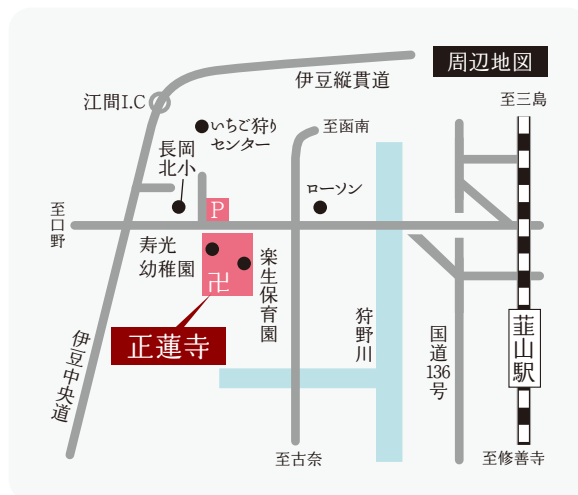 周辺地図
伊豆縦貫道
江間I.C
至三島
いちご狩り
センター
至函南
長岡
北小
ローソン
P
至口野
寿光
幼稚園
楽生保育園
卍
正蓮寺
狩野川
国道136号
韮山駅
伊豆中央道
至古奈
至修善寺